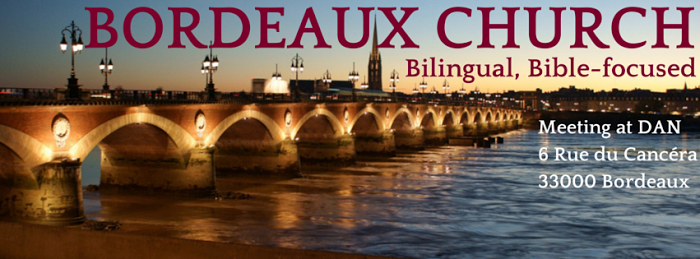 BORDEAUX CHURCH
Bilingual, Bible-focused
Meeting at DAN
6 Rue du Cancéra
33000 Bordeaux